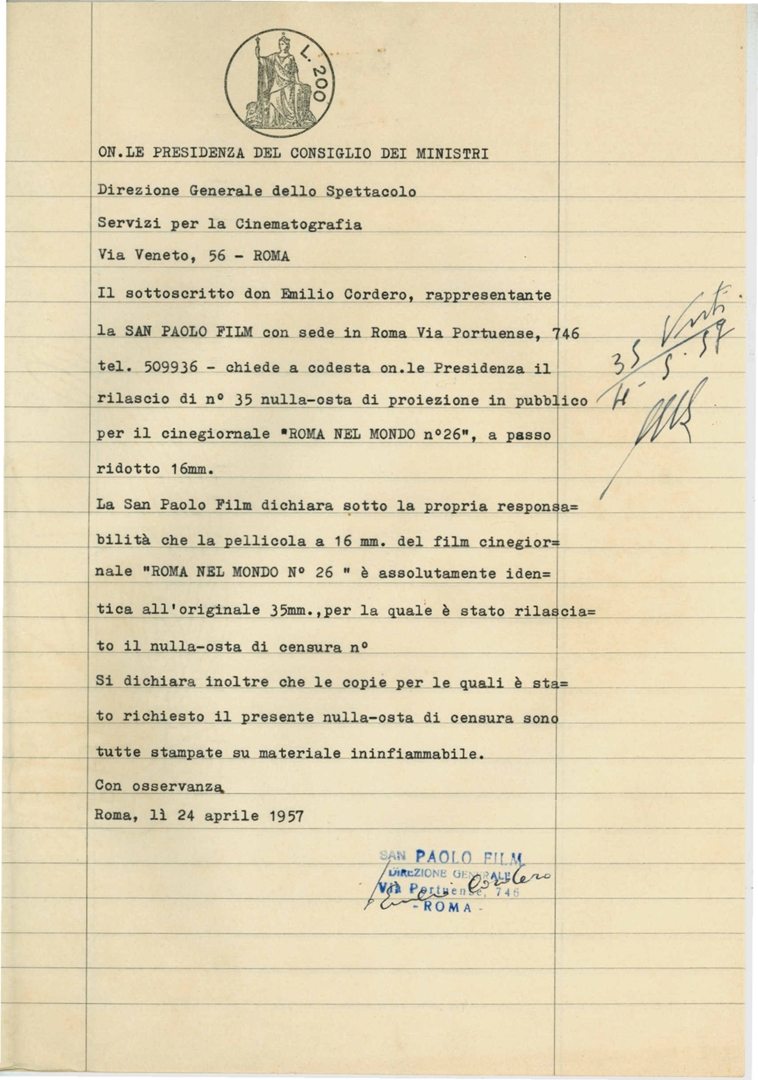 L. 200
ON.LE PRESIDENZA DEL CONSIGLIO DEI MINISTRI
Direzione Generale dello Spettacolo
Servizi per la Cinematografia
Via Veneto, 56 - ROMA
Il sottoscritto don Emilio Cordero, rappresentante
la SAN PAOLO FILM con sede in Roma Via Portuense, 746
tel. 509936 - chiede a codesta on.le Presidenza il
rilascio di n° 35 nulla-osta di proiezione in pubblico
per il cinegiornale "ROMA NEL MONDO n°26", a passo
ridotto 16mm.
La San Paolo Film dichiara sotto la propria responsa=
bilità che la pellicola a 16 mm. del film cinegior=
nale "ROMA NEL MONDO N° 26 " è assolutamente iden=
tica all'originale 35mm.,per la quale è stato rilascia=
to il nulla-osta di censura n°
Si dichiara inoltre che le copie per le quali è sta=
to richiesto il presente nulla-osta di censura sono
tutte stampate su materiale ininfiammabile.
Con osservanza
Roma, lì 24 aprile 1957
35
SAN PAOLO FILM
DIREZIONE GENERALE
Via Portuense, 746
- ROMA -
Emilio Cordero